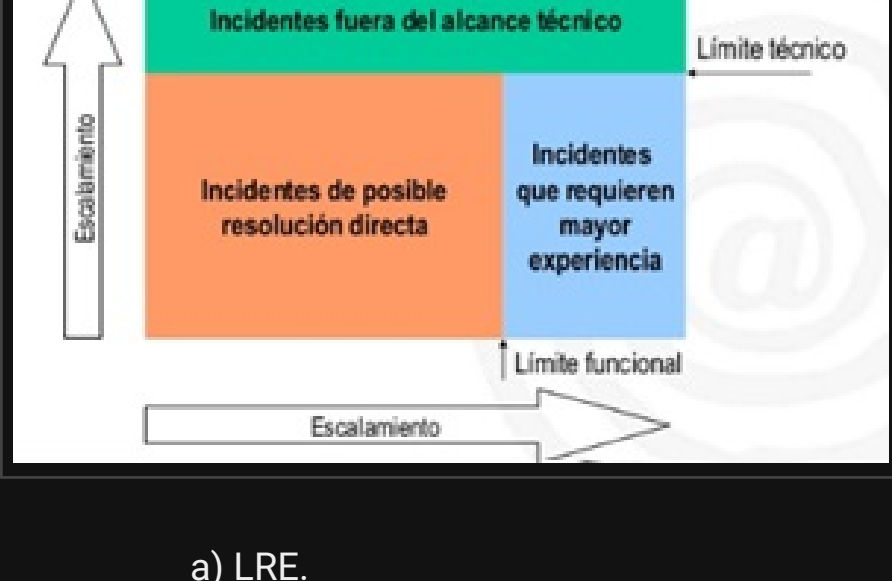 Incidentes fuera del alcance técnico
Límite técnico
Escalamiento
Incidentes de posible
resolución directa
Incidentes
que requieren
mayor
experiencia
Límite funcional
Escalamiento
@
a) LRE.